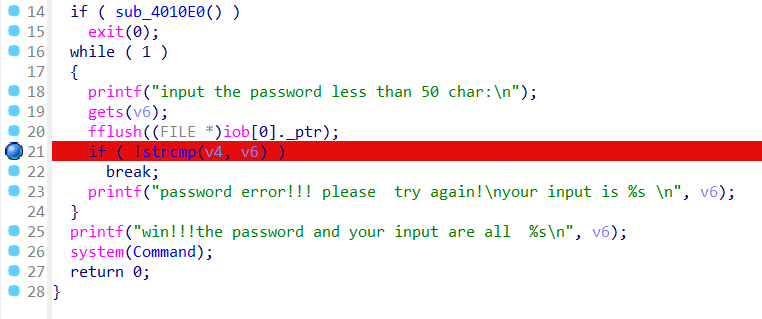 14 if ( sub_4010E0() )
15 exit(0);
16 while ( 1 )
17 {
18 printf("input the password less than 50 char:\n");
19 gets(v6);
20 fflush((FILE *)iob[0]._ptr);
21 if ( !strcmp(v4, v6) )
22 break;
23 printf("password error!!! please  try again!\nyour input is %s \n", v6);
24 }
25 printf("win!!!the password and your input are all  %s\n", v6);
26 system(Command);
27 return 0;
28 }